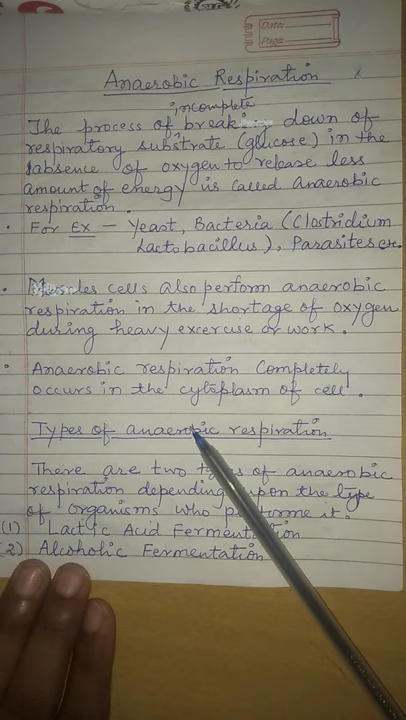 Date:
Page:
Anaerobic Respiration
incomplete
The process of break down of
respiratory substrate (glucose) in the
absence of oxygen to release less
amount of energy is called anaerobic
respiration.
• For Ex – Yeast, Bacteria (Clostridium
Lactobacillus), Parasites etc.
• Muscles cells also perform anaerobic
respiration in the shortage of oxygen
during heavy excercise or work.
• Anaerobic respiration Completely
occurs in the cytoplasm of cell.
Types of anaerobic respiration
There are two types of anaerobic
respiration depending upon the type
of organisms who performe it.
(1) Lactic Acid Fermentation
(2) Alcoholic Fermentation